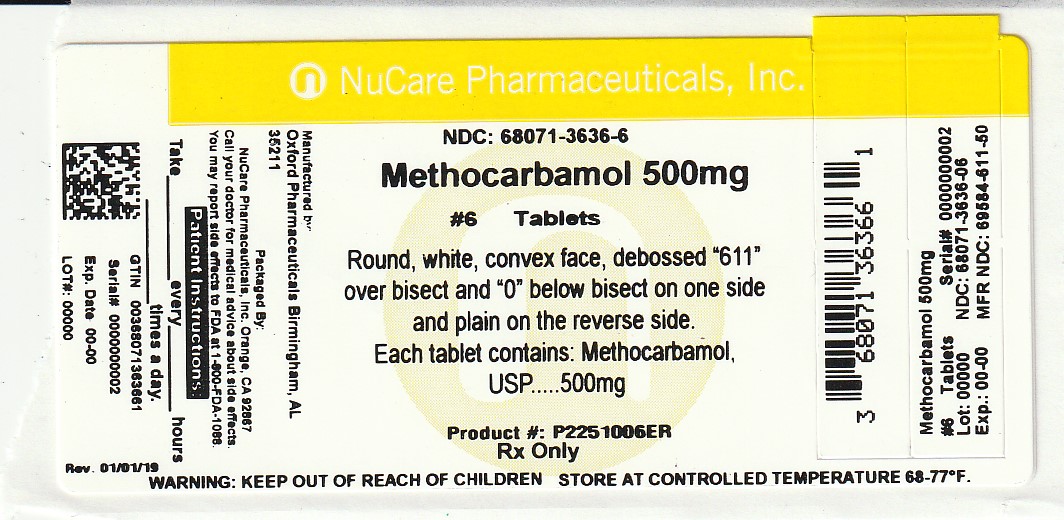 n NuCare Pharmaceuticals, Inc.
NDC: 68071-3636-6
Methocarbamol 500mg
#6 Tablets
Round, white, convex face, debossed “611”
over bisect and “0” below bisect on one side
and plain on the reverse side.
Each tablet contains: Methocarbamol,
USP.....500mg
Product #: P2251006ER
Rx Only
WARNING: KEEP OUT OF REACH OF CHILDREN STORE AT CONTROLLED TEMPERATURE 68-77°F.
Manufactured by:
Oxford Pharmaceuticals Birmingham, AL
35211
Packaged By:
NuCare Pharmaceuticals, Inc. Orange, CA 92867
Call your doctor for medical advice about side effects.
You may report side effects to FDA at 1-800-FDA-1088.
Patient Instructions:
Take ______ every ______ hours
______ times a day.
GTIN 00368071363661
Serial# 00000000002
Exp. Date 00-00
LOT#: 00000
Rev. 01/01/19
3 68071 36366 1
Methocarbamol 500mg
#6 Tablets Serial# 00000000002
Lot: 00000 NDC: 68071-3636-06
Exp.: 00-00 MFR NDC: 69584-611-50